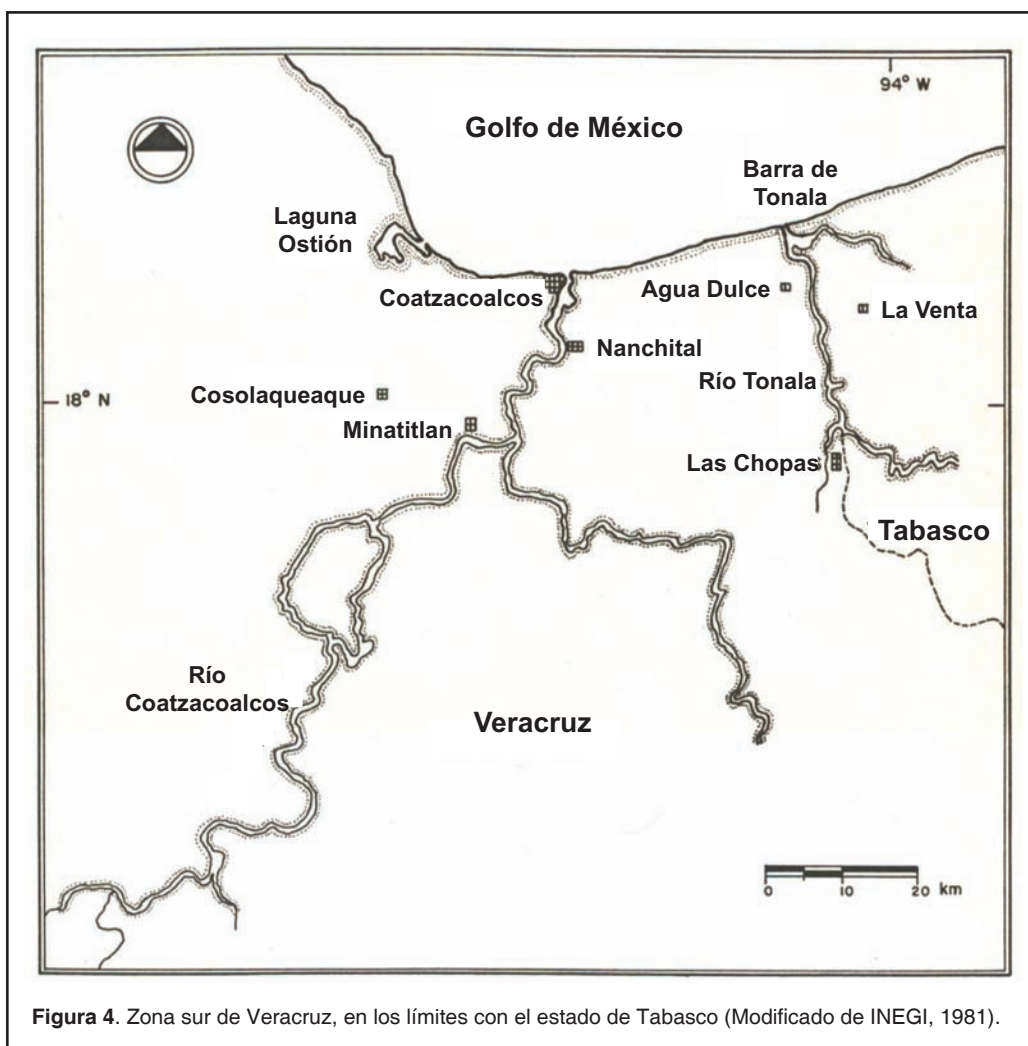 94° W
Golfo de México
Barra de
Tonala
Laguna
Ostión
Coatzacoalcos
Agua Dulce
La Venta
Nanchital
Río Tonala
Cosolaqueaque
18° N
Minatitlan
Las Chopas
Tabasco
Río
Coatzacoalcos
Veracruz
0 10 20 km
Figura 4. Zona sur de Veracruz, en los límites con el estado de Tabasco (Modificado de INEGI, 1981).